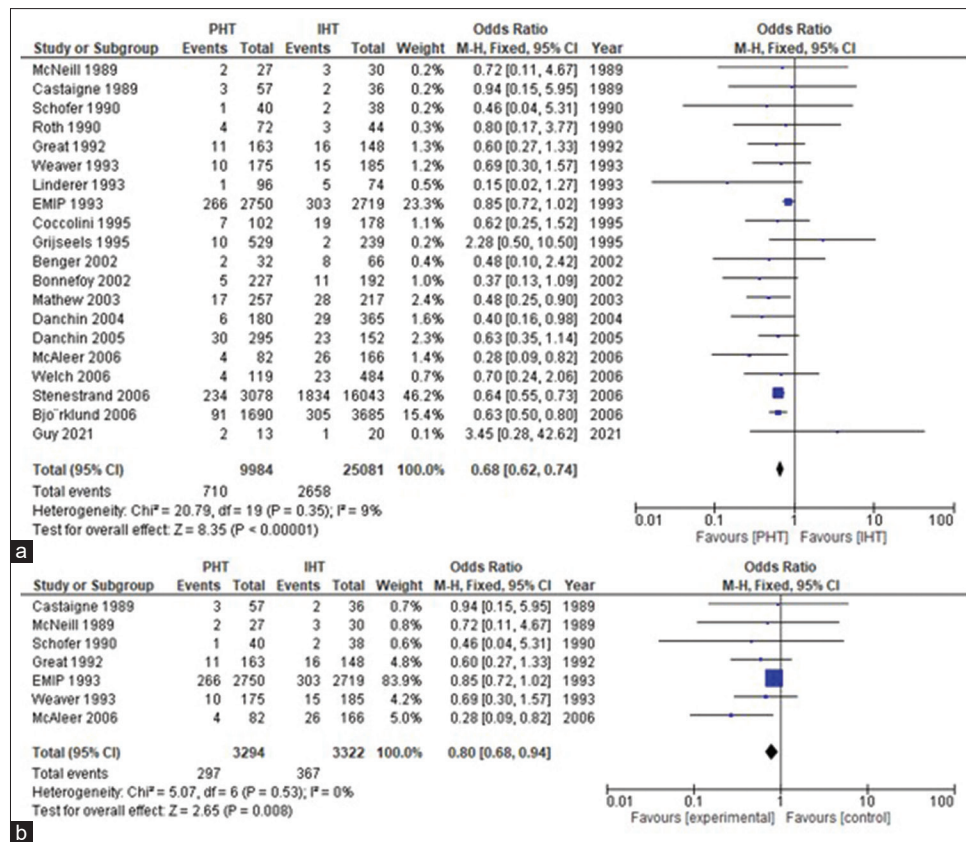 PHT IHT Odds Ratio Odds Ratio
Study or Subgroup Events Total Events Total Weight M-H, Fixed, 95% CI Year M-H, Fixed, 95% CI
McNeill 1989 2 27 3 30 0.2% 0.72 [0.11, 4.67] 1989
Castaigne 1989 3 57 2 36 0.2% 0.94 [0.15, 5.95] 1989
Schofer 1990 1 40 2 38 0.2% 0.46 [0.04, 5.31] 1990
Roth 1990 4 72 3 44 0.3% 0.80 [0.17, 3.77] 1990
Great 1992 11 163 16 148 1.2% 0.60 [0.27, 1.33] 1992
Weaver 1993 10 175 15 185 1.1% 0.69 [0.30, 1.57] 1993
Linderer 1993 1 96 5 74 0.5% 0.15 [0.02, 1.27] 1993
EMIP 1993 266 2750 303 2719 23.3% 0.85 [0.72, 1.02] 1993
Coccolini 1995 7 102 19 178 1.1% 0.62 [0.25, 1.52] 1995
Grijseels 1995 10 529 2 239 0.2% 2.28 [0.50, 10.50] 1995
Benger 2002 2 32 8 66 0.4% 0.48 [0.10, 2.42] 2002
Bonnefoy 2002 5 227 11 192 1.0% 0.37 [0.13, 1.09] 2002
Mathew 2003 17 257 28 217 2.4% 0.48 [0.25, 0.90] 2003
Danchin 2004 6 180 29 365 1.6% 0.40 [0.16, 0.98] 2004
Danchin 2005 30 295 23 152 2.3% 0.63 [0.35, 1.14] 2005
McAleer 2006 4 82 26 166 1.4% 0.28 [0.09, 0.82] 2006
Welch 2006 4 119 23 484 0.7% 0.70 [0.24, 2.06] 2006
Stenestrand 2006 234 3078 1834 16043 46.2% 0.64 [0.55, 0.73] 2006
Bjo¨rklund 2006 91 1690 305 3685 15.4% 0.63 [0.50, 0.80] 2006
Guy 2021 2 13 1 20 0.1% 3.45 [0.28, 42.62] 2021
Total (95% CI) 9984 25081 100.0% 0.68 [0.62, 0.74]
Total events 710 2658
Heterogeneity: Chi² = 20.79, df = 19 (P = 0.35); I² = 9%
Test for overall effect: Z = 8.35 (P < 0.00001)
0.01 0.1 1 10 100
Favours [PHT] Favours [IHT]
a
PHT IHT Odds Ratio Odds Ratio
Study or Subgroup Events Total Events Total Weight M-H, Fixed, 95% CI Year M-H, Fixed, 95% CI
Castaigne 1989 3 57 2 36 0.7% 0.94 [0.15, 5.95] 1989
McNeill 1989 2 27 3 30 0.8% 0.72 [0.11, 4.67] 1989
Schofer 1990 1 40 2 38 0.6% 0.46 [0.04, 5.31] 1990
Great 1992 11 163 16 148 4.8% 0.60 [0.27, 1.33] 1992
EMIP 1993 266 2750 303 2719 83.9% 0.85 [0.72, 1.02] 1993
Weaver 1993 10 175 15 185 4.2% 0.69 [0.30, 1.57] 1993
McAleer 2006 4 82 26 166 5.0% 0.28 [0.09, 0.82] 2006
Total (95% CI) 3294 3322 100.0% 0.80 [0.68, 0.94]
Total events 297 367
Heterogeneity: Chi² = 5.07, df = 6 (P = 0.53); I² = 0%
Test for overall effect: Z = 2.65 (P = 0.008)
0.01 0.1 1 10 100
Favours [experimental] Favours [control]
b